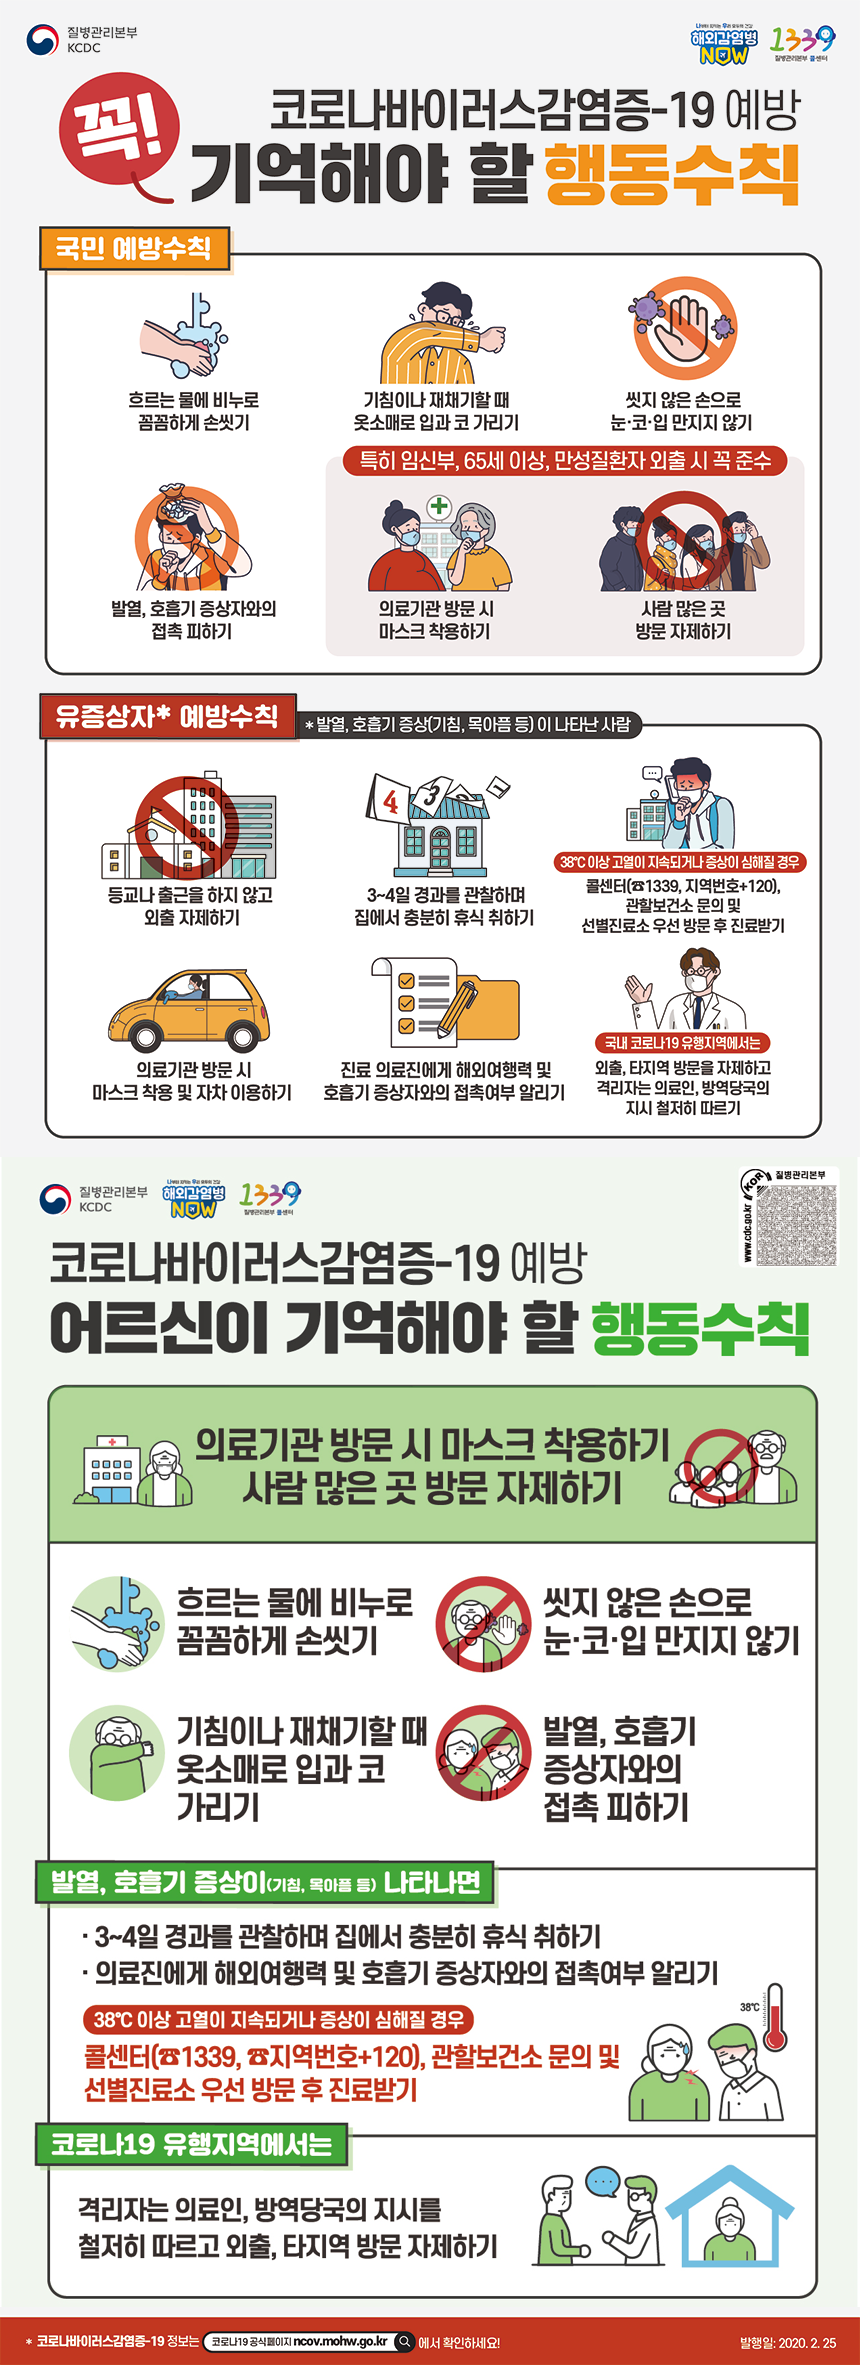 질병관리본부
KCDC
나부터 지키는 우리 모두의 건강
해외감염병
NOW
1339
질병관리본부 콜센터
꼭!
코로나바이러스감염증-19 예방
기억해야 할 행동수칙
국민 예방수칙
흐르는 물에 비누로
꼼꼼하게 손씻기
기침이나 재채기할 때
옷소매로 입과 코 가리기
씻지 않은 손으로
눈·코·입 만지지 않기
발열, 호흡기 증상자와의
접촉 피하기
특히 임신부, 65세 이상, 만성질환자 외출 시 꼭 준수
의료기관 방문 시
마스크 착용하기
사람 많은 곳
방문 자제하기
유증상자* 예방수칙
* 발열, 호흡기 증상(기침, 목아픔 등) 이 나타난 사람
등교나 출근을 하지 않고
외출 자제하기
4 3 2 1
3~4일 경과를 관찰하며
집에서 충분히 휴식 취하기
38℃ 이상 고열이 지속되거나 증상이 심해질 경우
콜센터(☎1339, 지역번호+120),
관할보건소 문의 및
선별진료소 우선 방문 후 진료받기
의료기관 방문 시
마스크 착용 및 자차 이용하기
진료 의료진에게 해외여행력 및
호흡기 증상자와의 접촉여부 알리기
국내 코로나19 유행지역에서는
외출, 타지역 방문을 자제하고
격리자는 의료인, 방역당국의
지시 철저히 따르기
질병관리본부
KCDC
나부터 지키는 우리 모두의 건강
해외감염병
NOW
1339
질병관리본부 콜센터
KOR
질병관리본부
www.cdc.go.kr
코로나바이러스감염증-19 예방
어르신이 기억해야 할 행동수칙
의료기관 방문 시 마스크 착용하기
사람 많은 곳 방문 자제하기
흐르는 물에 비누로
꼼꼼하게 손씻기
씻지 않은 손으로
눈·코·입 만지지 않기
기침이나 재채기할 때
옷소매로 입과 코
가리기
발열, 호흡기
증상자와의
접촉 피하기
발열, 호흡기 증상이(기침, 목아픔 등) 나타나면
· 3~4일 경과를 관찰하며 집에서 충분히 휴식 취하기
· 의료진에게 해외여행력 및 호흡기 증상자와의 접촉여부 알리기
38℃ 이상 고열이 지속되거나 증상이 심해질 경우
콜센터(☎1339, ☎지역번호+120), 관할보건소 문의 및
선별진료소 우선 방문 후 진료받기
38℃
코로나19 유행지역에서는
격리자는 의료인, 방역당국의 지시를
철저히 따르고 외출, 타지역 방문 자제하기
* 코로나바이러스감염증-19 정보는 코로나19 공식페이지 ncov.mohw.go.kr 에서 확인하세요!
발행일: 2020. 2. 25